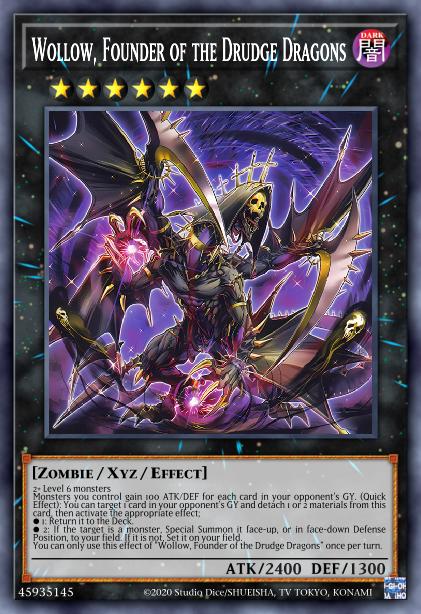 Wollow, Founder of the Drudge Dragons
DARK
闇
[Zombie / Xyz / Effect]
2+ Level 6 monsters
Monsters you control gain 100 ATK/DEF for each card in your opponent's GY. (Quick
Effect): You can target 1 card in your opponent's GY and detach 1 or 2 materials from this
card, then activate the appropriate effect;
● 1: Return it to the Deck.
● 2: If the target is a monster, Special Summon it face-up, or in face-down Defense
Position, to your field. If it is not, Set it on your field.
You can only use this effect of "Wollow, Founder of the Drudge Dragons" once per turn.
ATK/2400 DEF/1300
45935145
©2020 Studio Dice/SHUEISHA, TV TOKYO, KONAMI